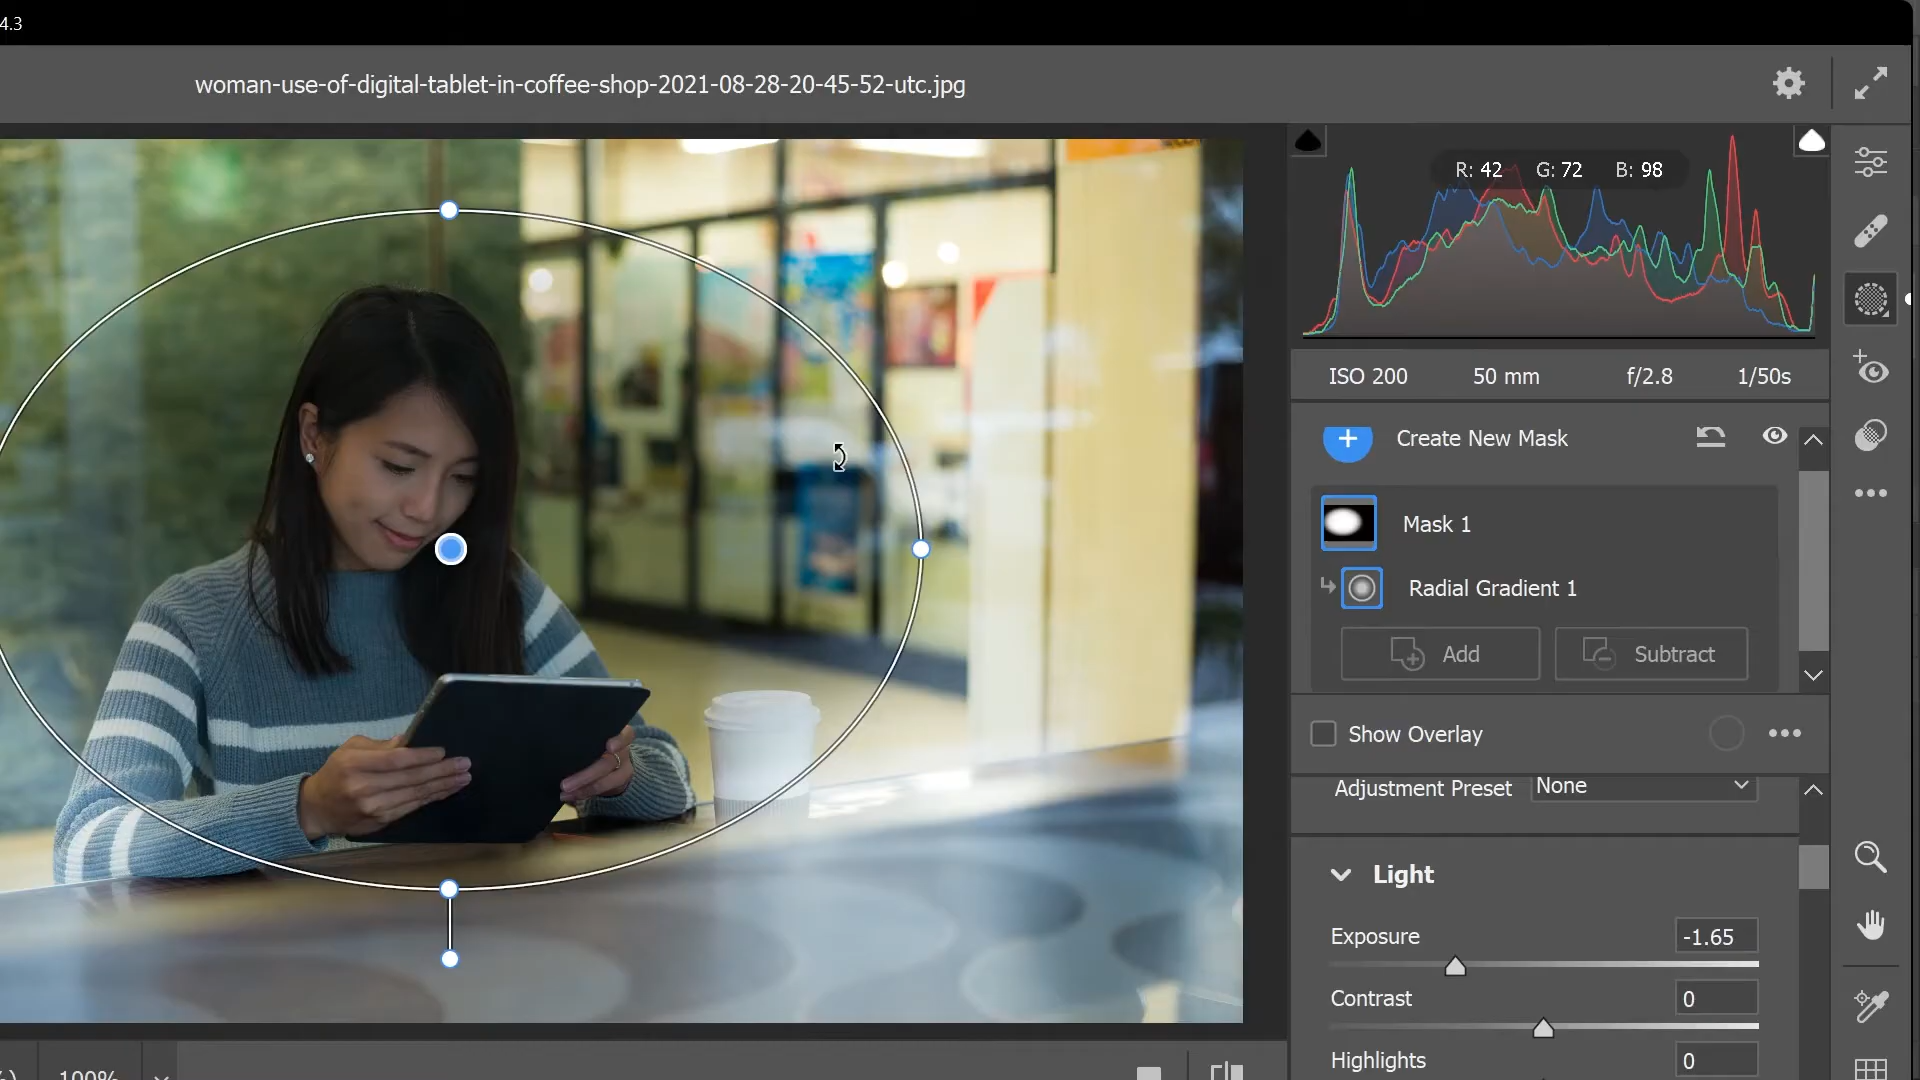 4.3
woman-use-of-digital-tablet-in-coffee-shop-2021-08-28-20-45-52-utc.jpg
R: 42 G: 72 B: 98
ISO 200 50 mm f/2.8 1/50s
Create New Mask
Mask 1
Radial Gradient 1
Add Subtract
Show Overlay
Adjustment Preset None
Light
Exposure -1.65
Contrast 0
Highlights 0
100%